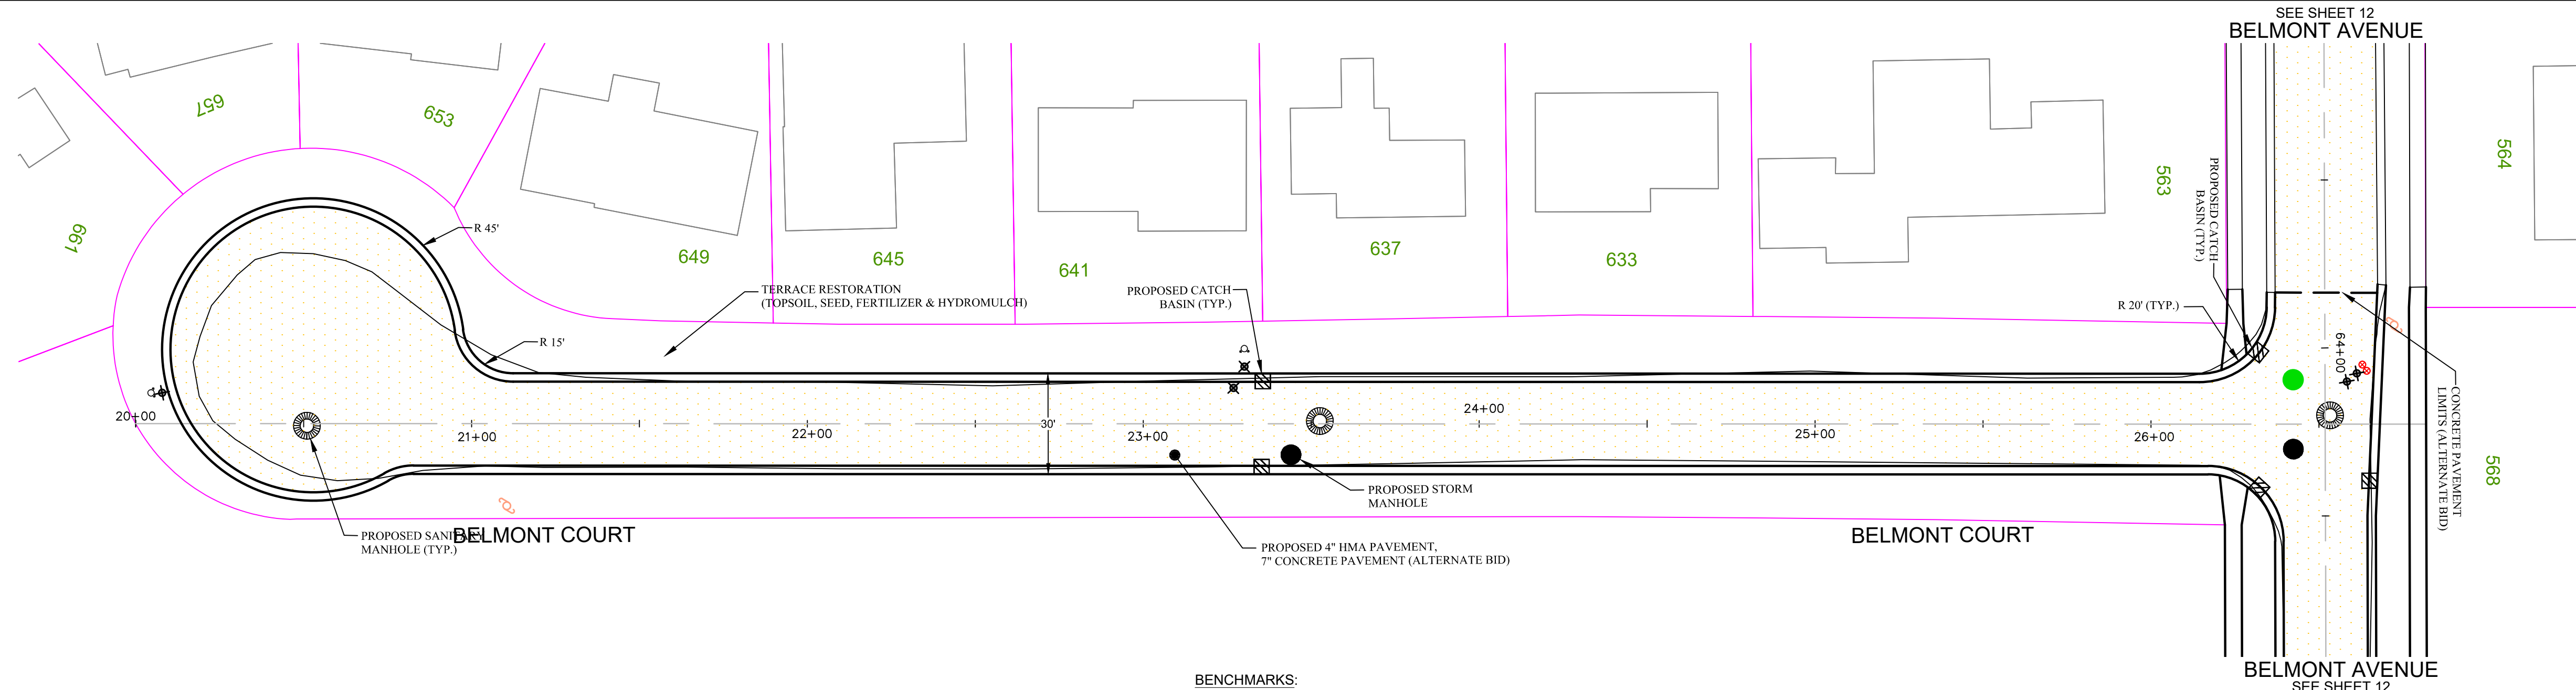 SEE SHEET 12
BELMONT AVENUE
657
653
661
649
645
641
637
633
563
564
568
R 45'
R 15'
TERRACE RESTORATION
(TOPSOIL, SEED, FERTILIZER & HYDROMULCH)
PROPOSED CATCH
BASIN (TYP.)
PROPOSED CATCH
BASIN (TYP.)
R 20' (TYP.)
64+00
CONCRETE PAVEMENT
LIMITS (ALTERNATE BID)
20+00
21+00
22+00
30'
23+00
24+00
25+00
26+00
PROPOSED STORM
MANHOLE
PROPOSED SANITARY
MANHOLE (TYP.)
BELMONT COURT
PROPOSED 4" HMA PAVEMENT,
7" CONCRETE PAVEMENT (ALTERNATE BID)
BELMONT COURT
BELMONT AVENUE
SEE SHEET 12
BENCHMARKS: